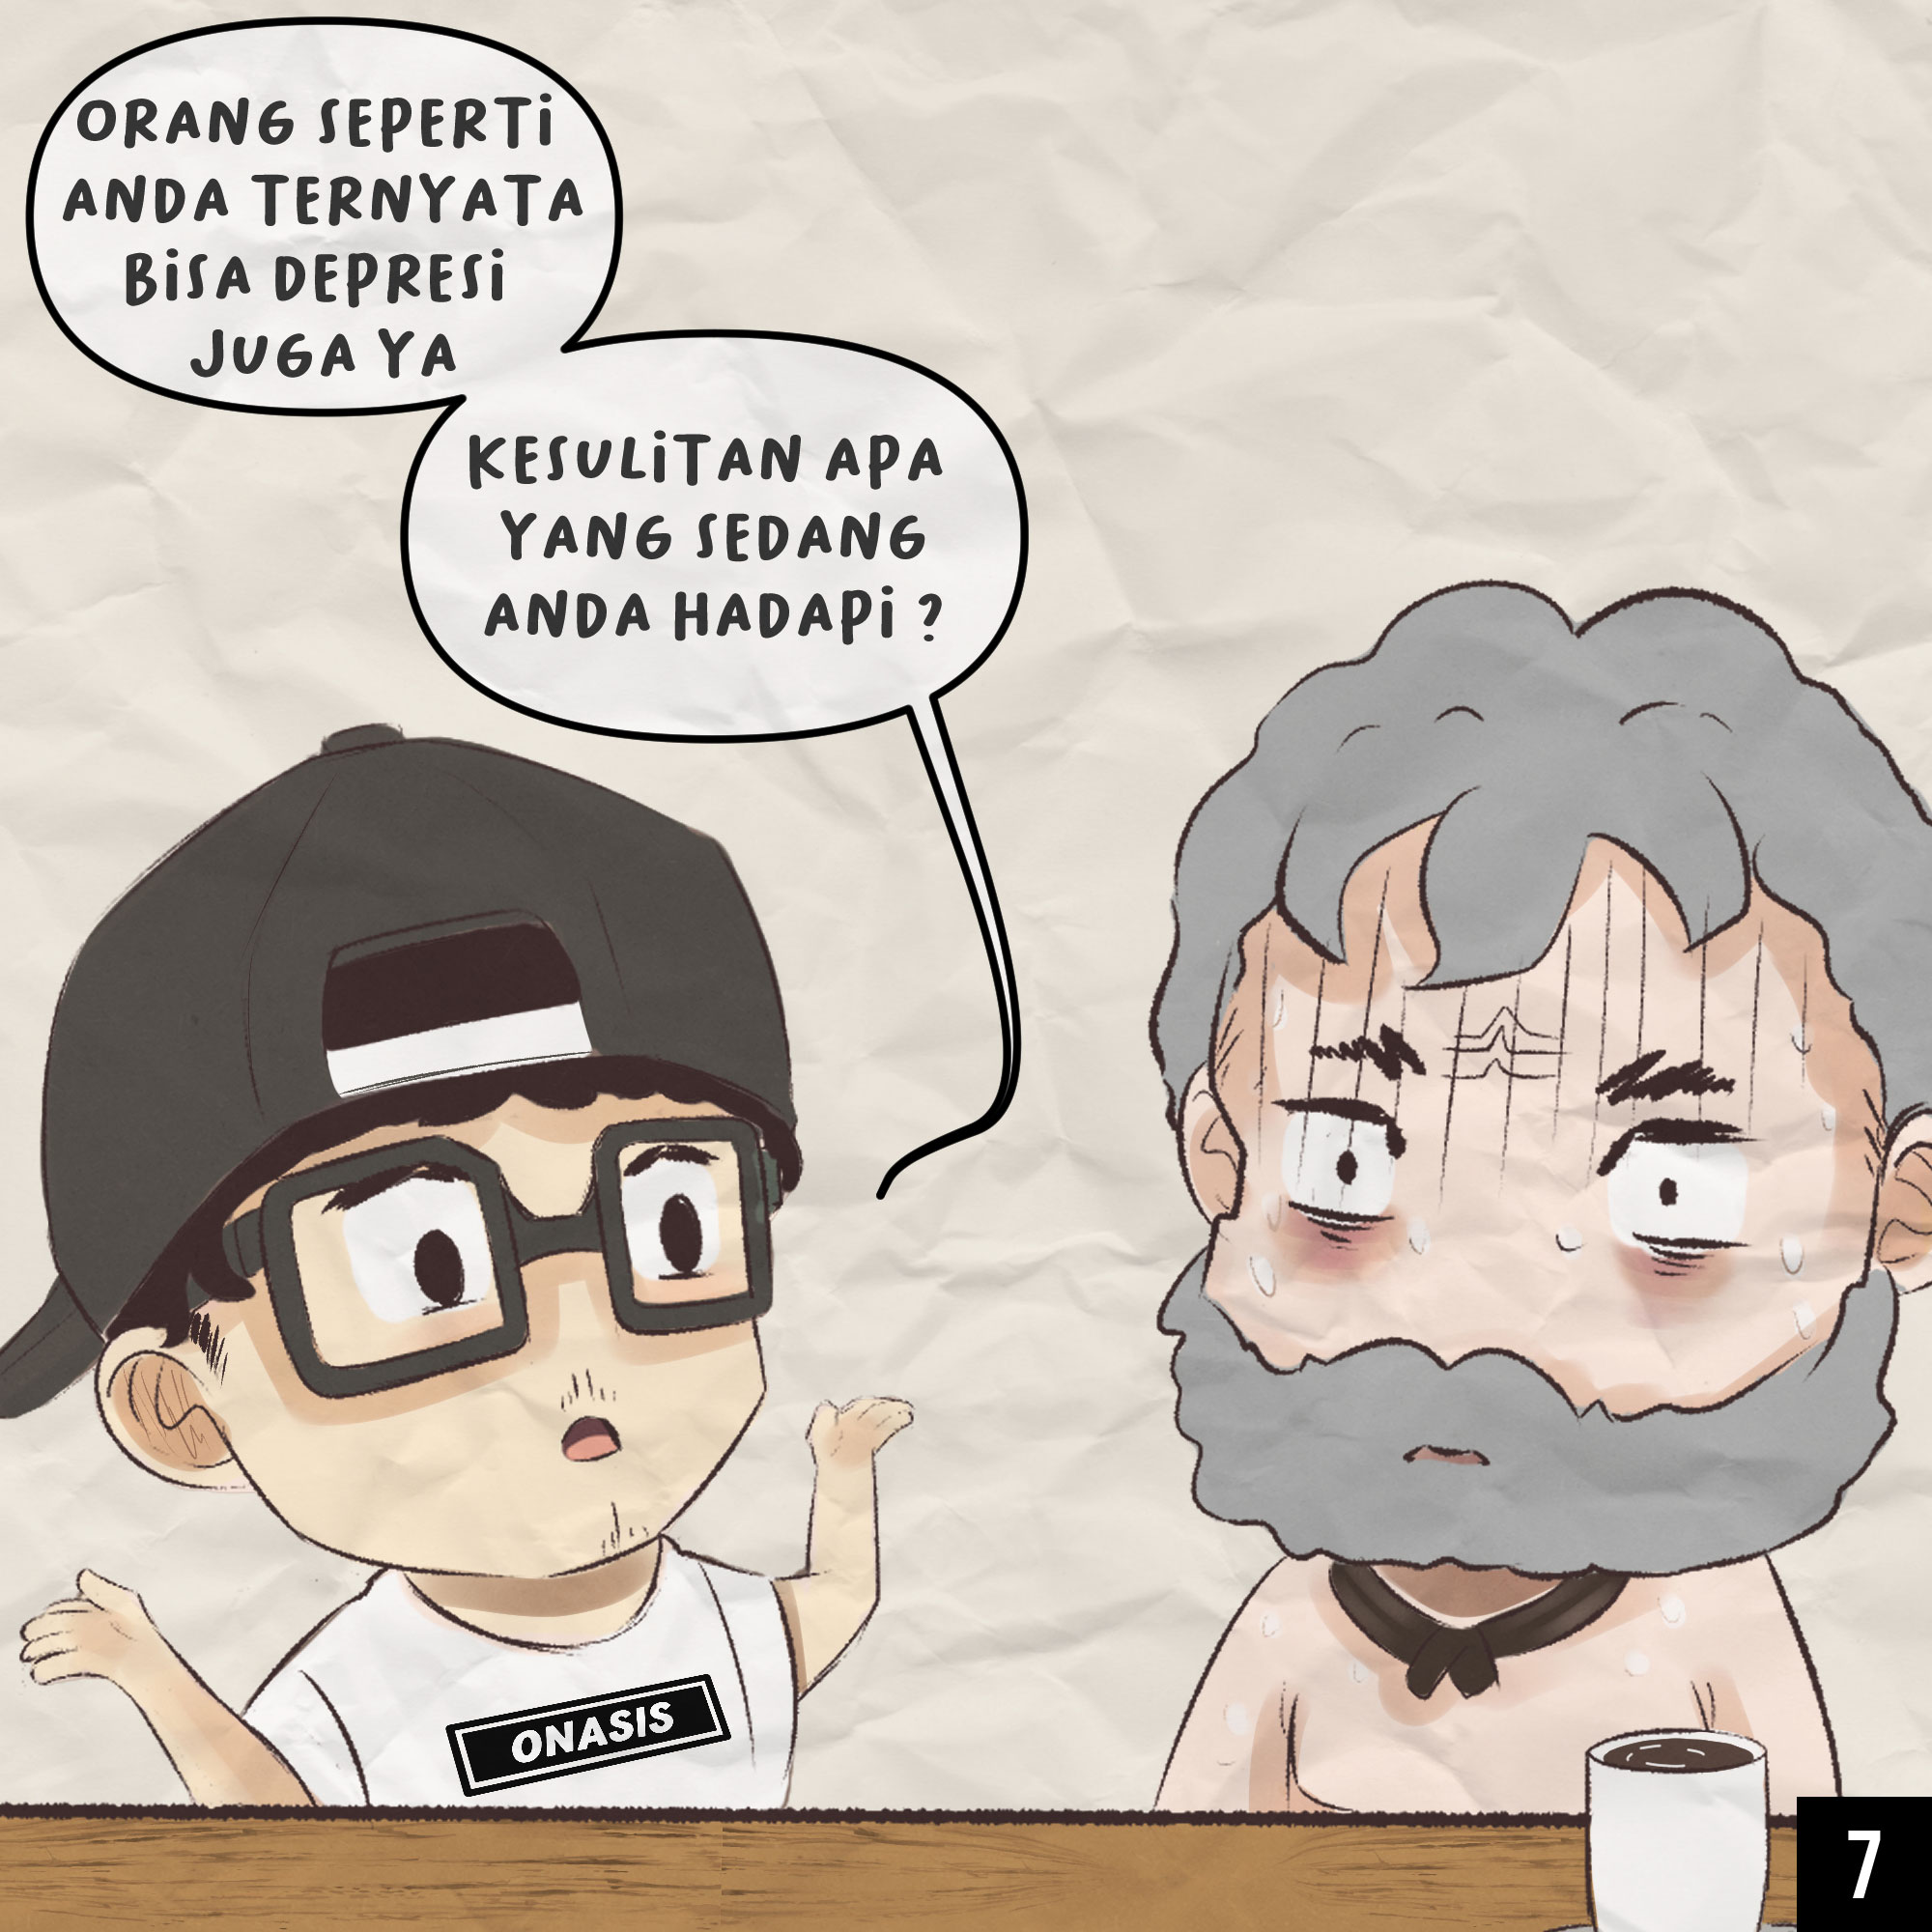 ORANG SEPERTI
ANDA TERNYATA
BISA DEPRESI
JUGA YA
KESULITAN APA
YANG SEDANG
ANDA HADAPI ?
ONASIS
7